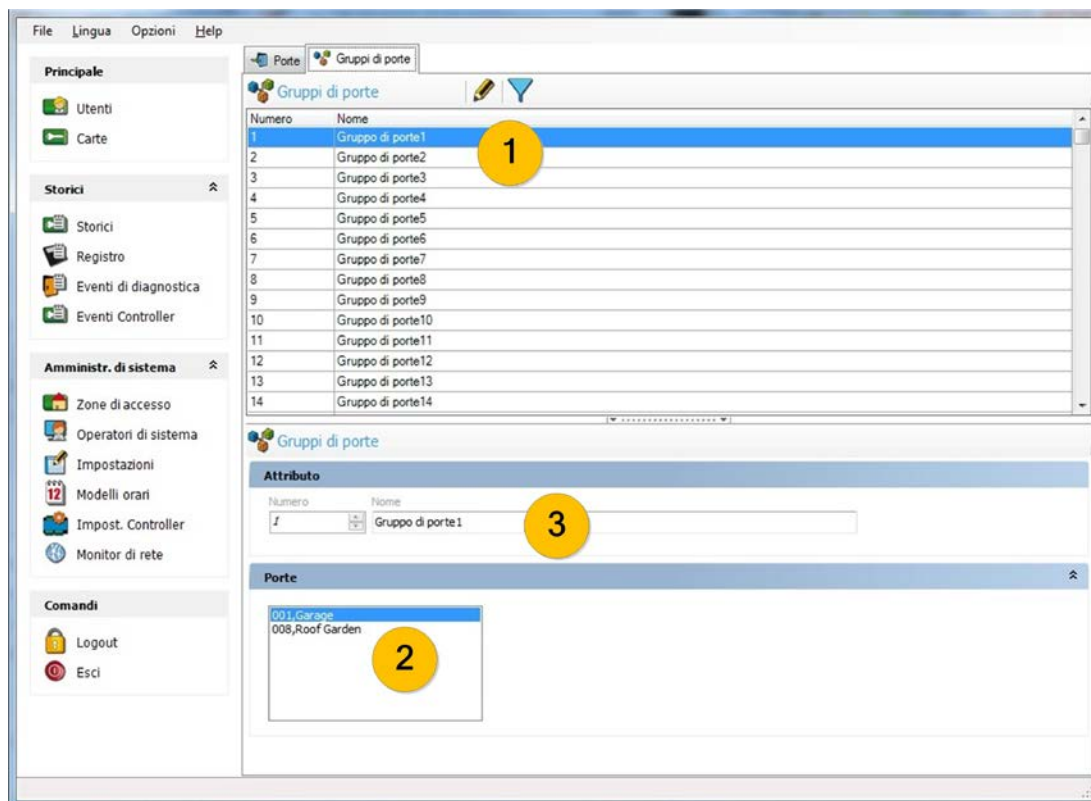 File Lingua Opzioni Help
Principale
Utenti
Carte
Storici
Storici
Registro
Eventi di diagnostica
Eventi Controller
Amministr. di sistema
Zone di accesso
Operatori di sistema
12
Impostazioni
Modelli orari
Impost. Controller
Monitor di rete
Comandi
Logout
Esci
Porte Gruppi di porte
Gruppi di porte
Numero Nome
1 Gruppo di porte1
2 Gruppo di porte2
3 Gruppo di porte3
4 Gruppo di porte4
5 Gruppo di porte5
6 Gruppo di porte6
7 Gruppo di porte7
8 Gruppo di porte8
9 Gruppo di porte9
10 Gruppo di porte10
11 Gruppo di porte11
12 Gruppo di porte12
13 Gruppo di porte13
14 Gruppo di porte14
1
Gruppi di porte
Attributo
Numero Nome
1 Gruppo di porte1
3
Porte
001,Garage
008,Roof Garden
2